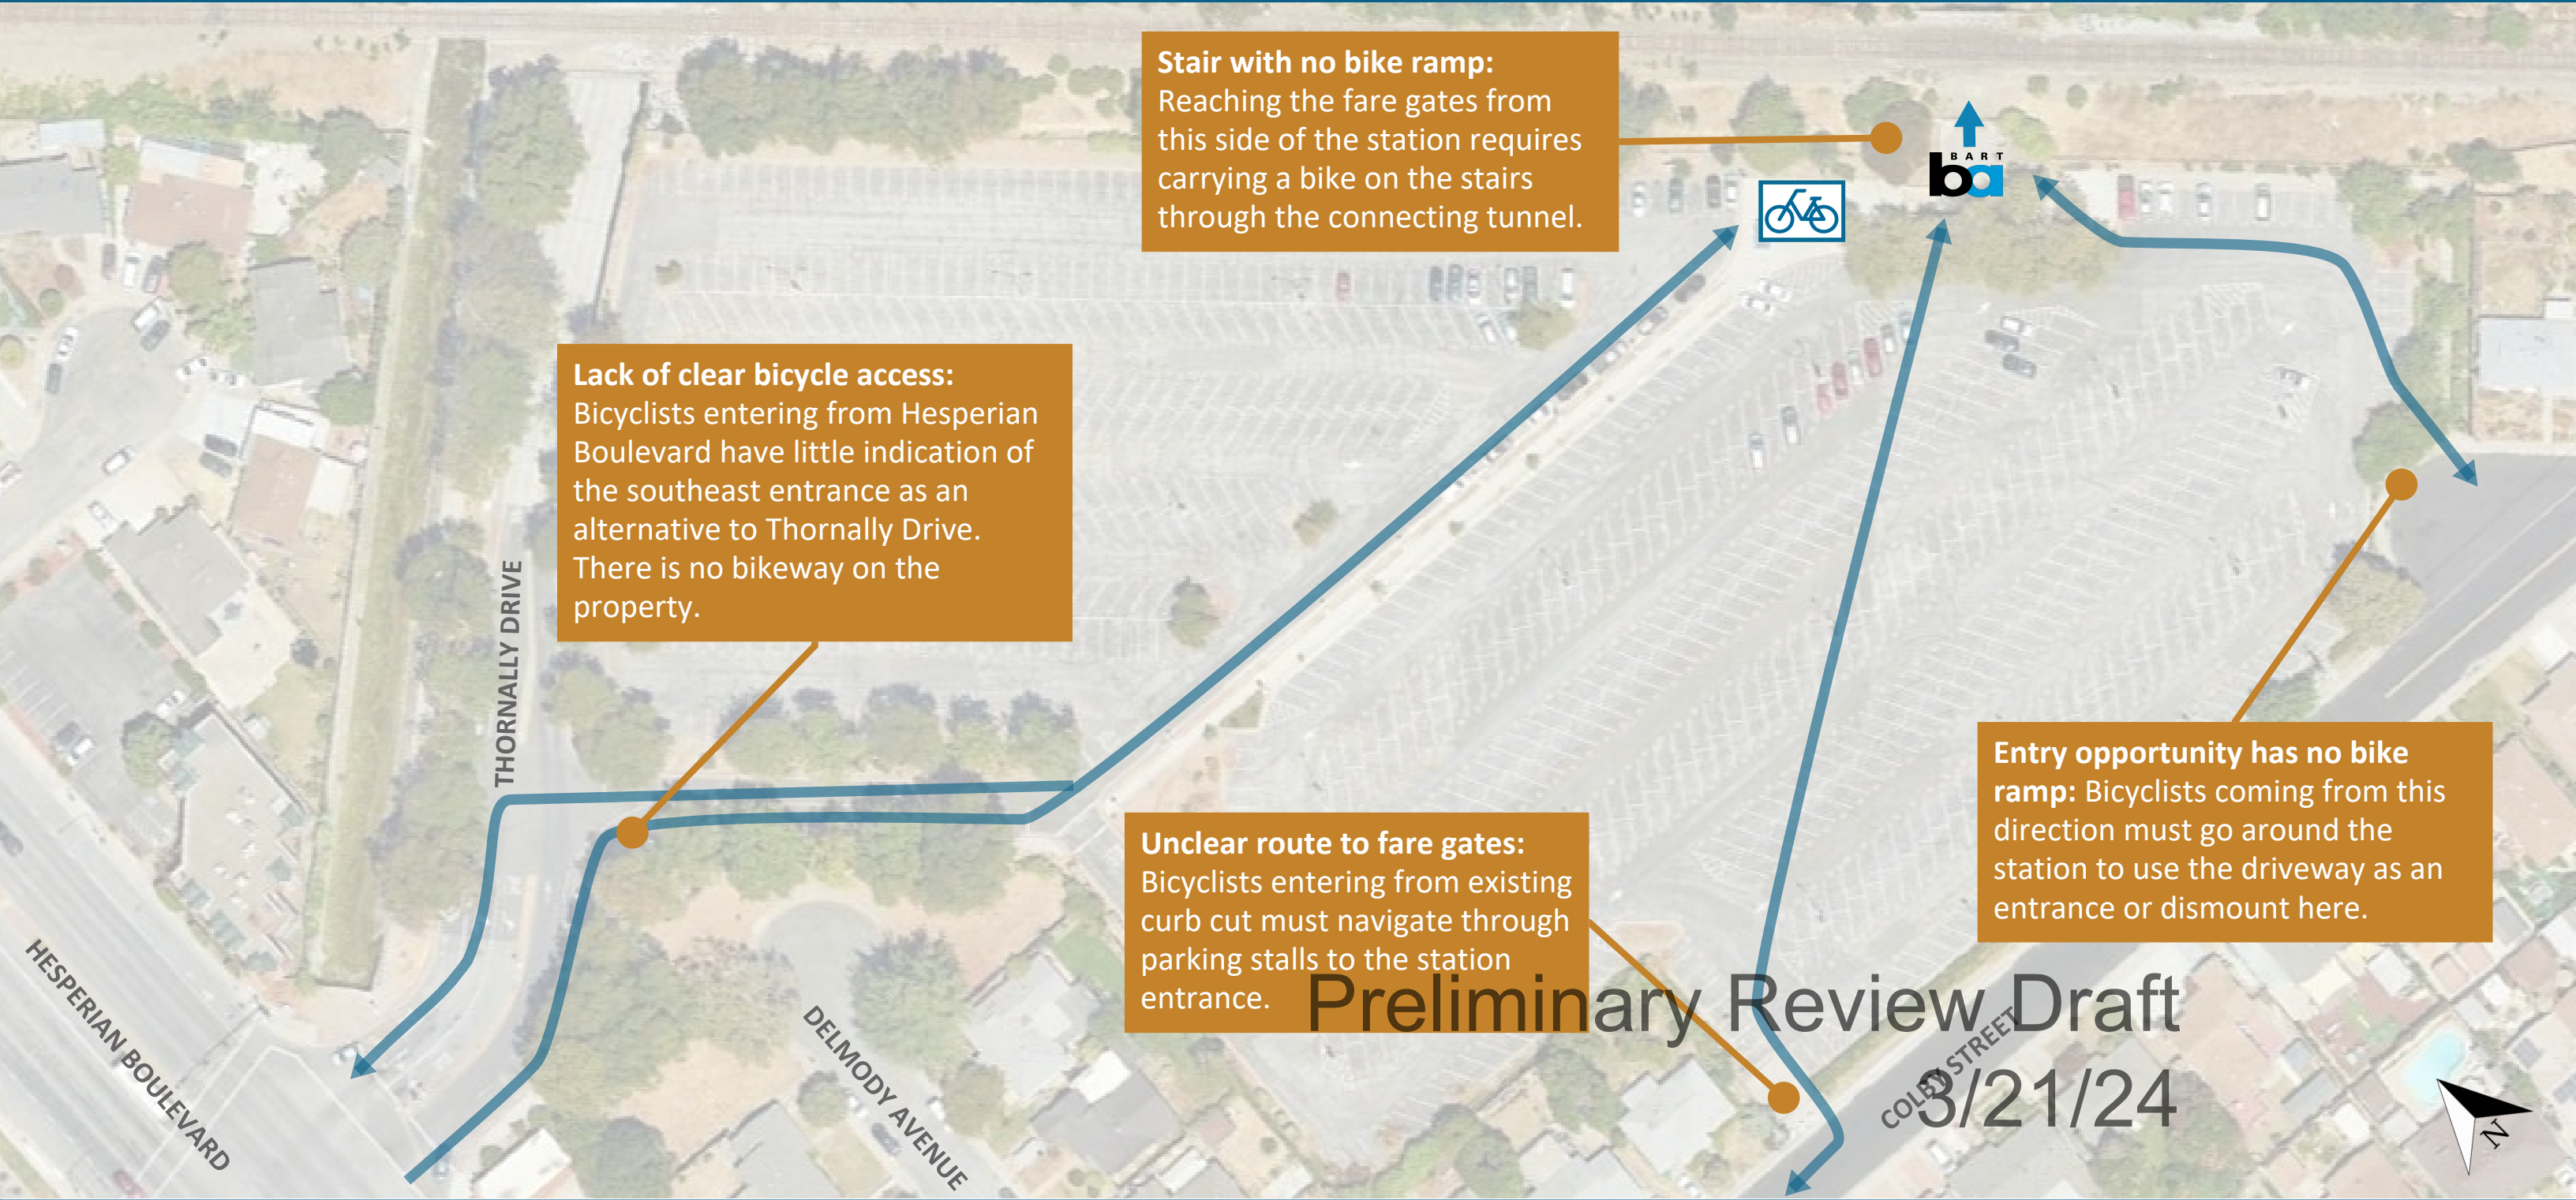 Stair with no bike ramp:
Reaching the fare gates from
this side of the station requires
carrying a bike on the stairs
through the connecting tunnel.
BART
ba
Lack of clear bicycle access:
Bicyclists entering from Hesperian
Boulevard have little indication of
the southeast entrance as an
alternative to Thornally Drive.
There is no bikeway on the
property.
THORNALLY DRIVE
Entry opportunity has no bike
ramp: Bicyclists coming from this
direction must go around the
station to use the driveway as an
entrance or dismount here.
Unclear route to fare gates:
Bicyclists entering from existing
curb cut must navigate through
parking stalls to the station
entrance.
HESPERIAN BOULEVARD
DELMODY AVENUE
COLBY STREET
Preliminary Review Draft
3/21/24
N